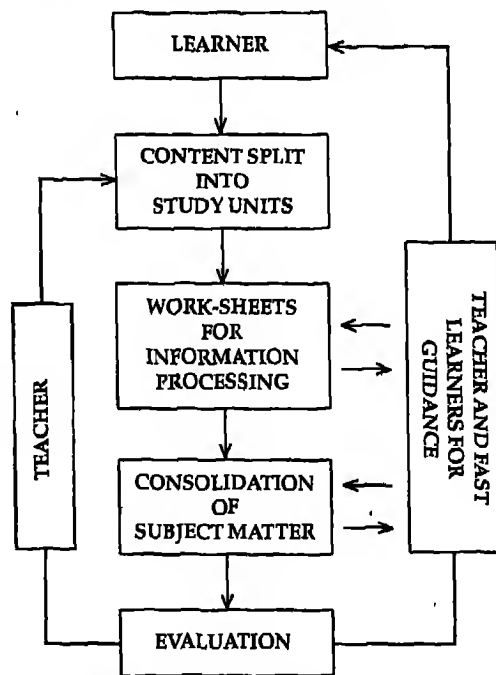 LEARNER
CONTENT SPLIT
INTO
STUDY UNITS
WORK-SHEETS
FOR
INFORMATION
PROCESSING
CONSOLIDATION
OF
SUBJECT MATTER
EVALUATION
TEACHER
TEACHER AND FAST
LEARNERS FOR
GUIDANCE